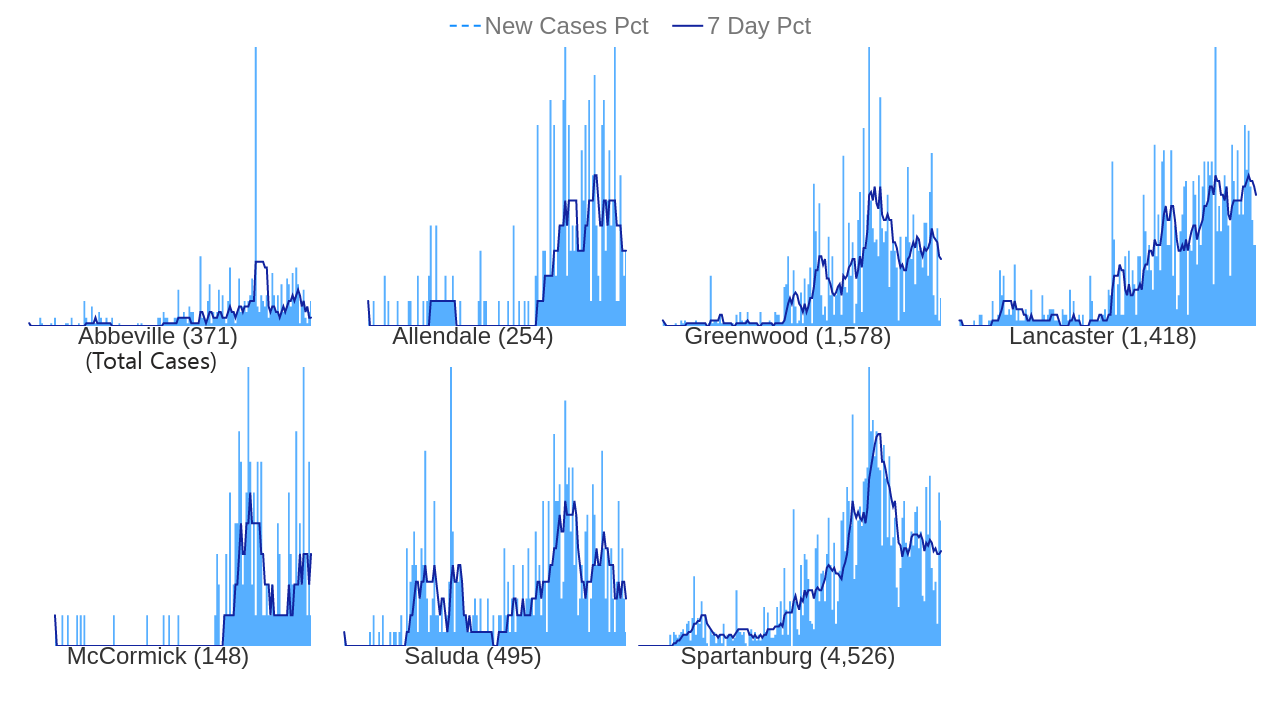 New Cases Pct 7 Day Pct
Abbeville (371) Allendale (254) Greenwood (1,578) Lancaster (1,418)
(Total Cases)
McCormick (148) Saluda (495) Spartanburg (4,526)